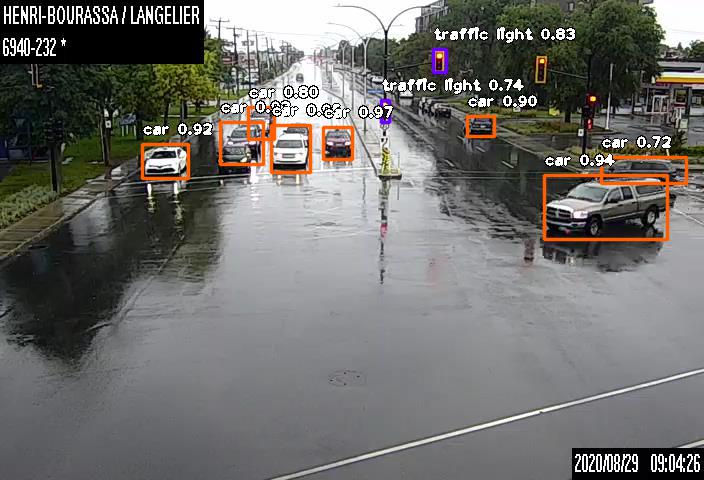 HENRI-BOURASSA / LANGELIER
6940-232 *
traffic light 0.83
traffic light 0.74
car 0.80
car 0.90
car 0.97
car 0.92
car 0.72
car 0.94
2020/08/29 09:04:26